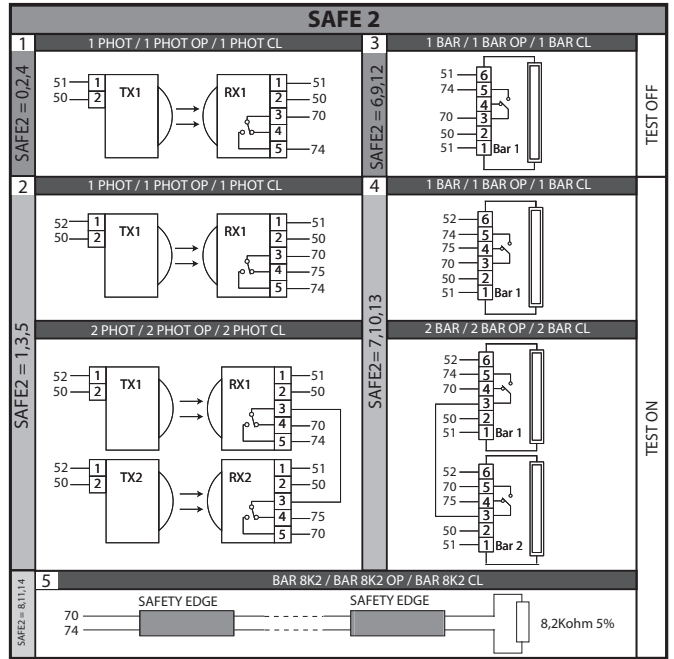 SAFE 2
1 1 PHOT / 1 PHOT OP / 1 PHOT CL
SAFE2 = 0,2,4
51 1 TX1 RX1 1 51
50 2 2 50
3 70
4
5 74
3 1 BAR / 1 BAR OP / 1 BAR CL
SAFE2 = 6,9,12
51 6
74 5
4
70 3
50 2
51 1 Bar 1
TEST OFF
2 1 PHOT / 1 PHOT OP / 1 PHOT CL
SAFE2 = 1,3,5
52 1 TX1 RX1 1 51
50 2 2 50
3 70
4 75
5 74
2 PHOT / 2 PHOT OP / 2 PHOT CL
52 1 TX1 RX1 1 51
50 2 2 50
3
4 70
5 74
52 1 TX2 RX2 1 51
50 2 2 50
3
4 75
5 70
4 1 BAR / 1 BAR OP / 1 BAR CL
SAFE2= 7,10,13
52 6
74 5
75 4
70 3
50 2
51 1 Bar 1
2 BAR / 2 BAR OP / 2 BAR CL
52 6
74 5
70 4
3
50 2
51 1 Bar 1
52 6
70 5
75 4
3
50 2
51 1 Bar 2
TEST ON
5 BAR 8K2 / BAR 8K2 OP / BAR 8K2 CL
SAFE2 = 8,11,14
SAFETY EDGE SAFETY EDGE
70
74
8,2Kohm 5%